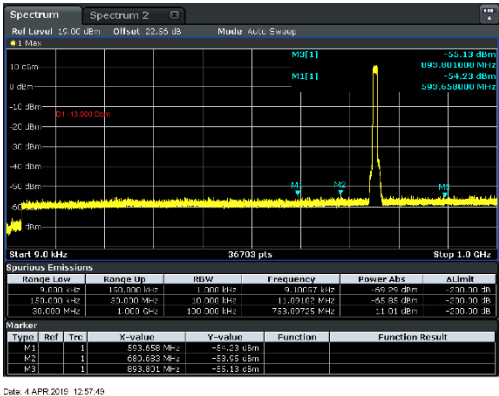 Spectrum Spectrum 2
Ref Level 19.00 dBm Offset 22.56 dB Mode Auto Sweep
1 Max
M3[1] -55.13 dBm
893.801000 MHz
10 dBm
M1[1] -54.23 dBm
0 dBm
593.658000 MHz
-10 dBm
D1 -13.000 dBm
-20 dBm
-30 dBm
-40 dBm
-50
M1 M2 M3
-60
dBm
Start 9.0 kHz 36703 pts Stop 1.0 GHz
Spurious Emissions
Range Low Range Up RBW Frequency Power Abs ΔLimit
9.000 kHz 150.000 kHz 1.000 kHz 9.10057 kHz -69.29 dBm -200.00 dB
150.000 kHz 30.000 MHz 10.000 kHz 11.09102 MHz -65.85 dBm -200.00 dB
30.000 MHz 1.000 GHz 100.000 kHz 763.09725 MHz 11.01 dBm -200.00 dB
Marker
Type Ref Trc X-value Y-value Function Function Result
M1 1 593.658 MHz -54.23 dBm
M2 1 680.683 MHz -53.95 dBm
M3 1 893.801 MHz -55.13 dBm
Date: 4.APR.2019 12:57:49